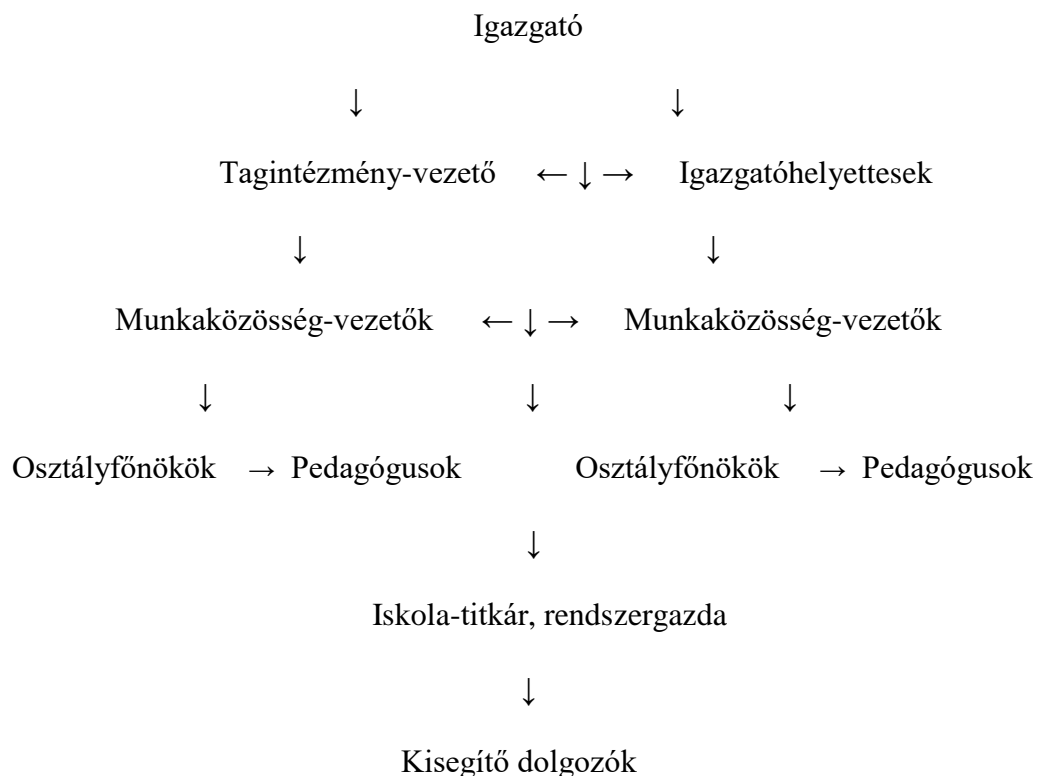 Igazgató
↓ ↓
Tagintézmény-vezető ← ↓ → Igazgatóhelyettesek
↓ ↓
Munkaközösség-vezetők ← ↓ → Munkaközösség-vezetők
↓ ↓ ↓
Osztályfőnökök → Pedagógusok Osztályfőnökök → Pedagógusok
↓
Iskola-titkár, rendszergazda
↓
Kisegítő dolgozók